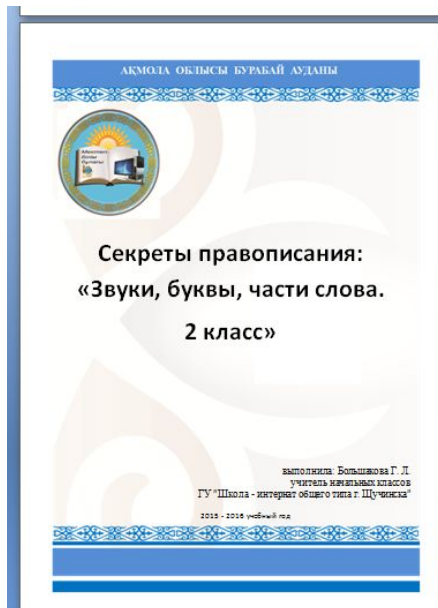 АҚМОЛА ОБЛЫСЫ БУРАБАЙ АУДАНЫ
Секреты правописания:
«Звуки, буквы, части слова.
2 класс»
выполнила: Большакова Г. Л.
учитель начальных классов
ГУ "Школа - интернат общего типа г. Щучинска"
2015 - 2016 учебный год